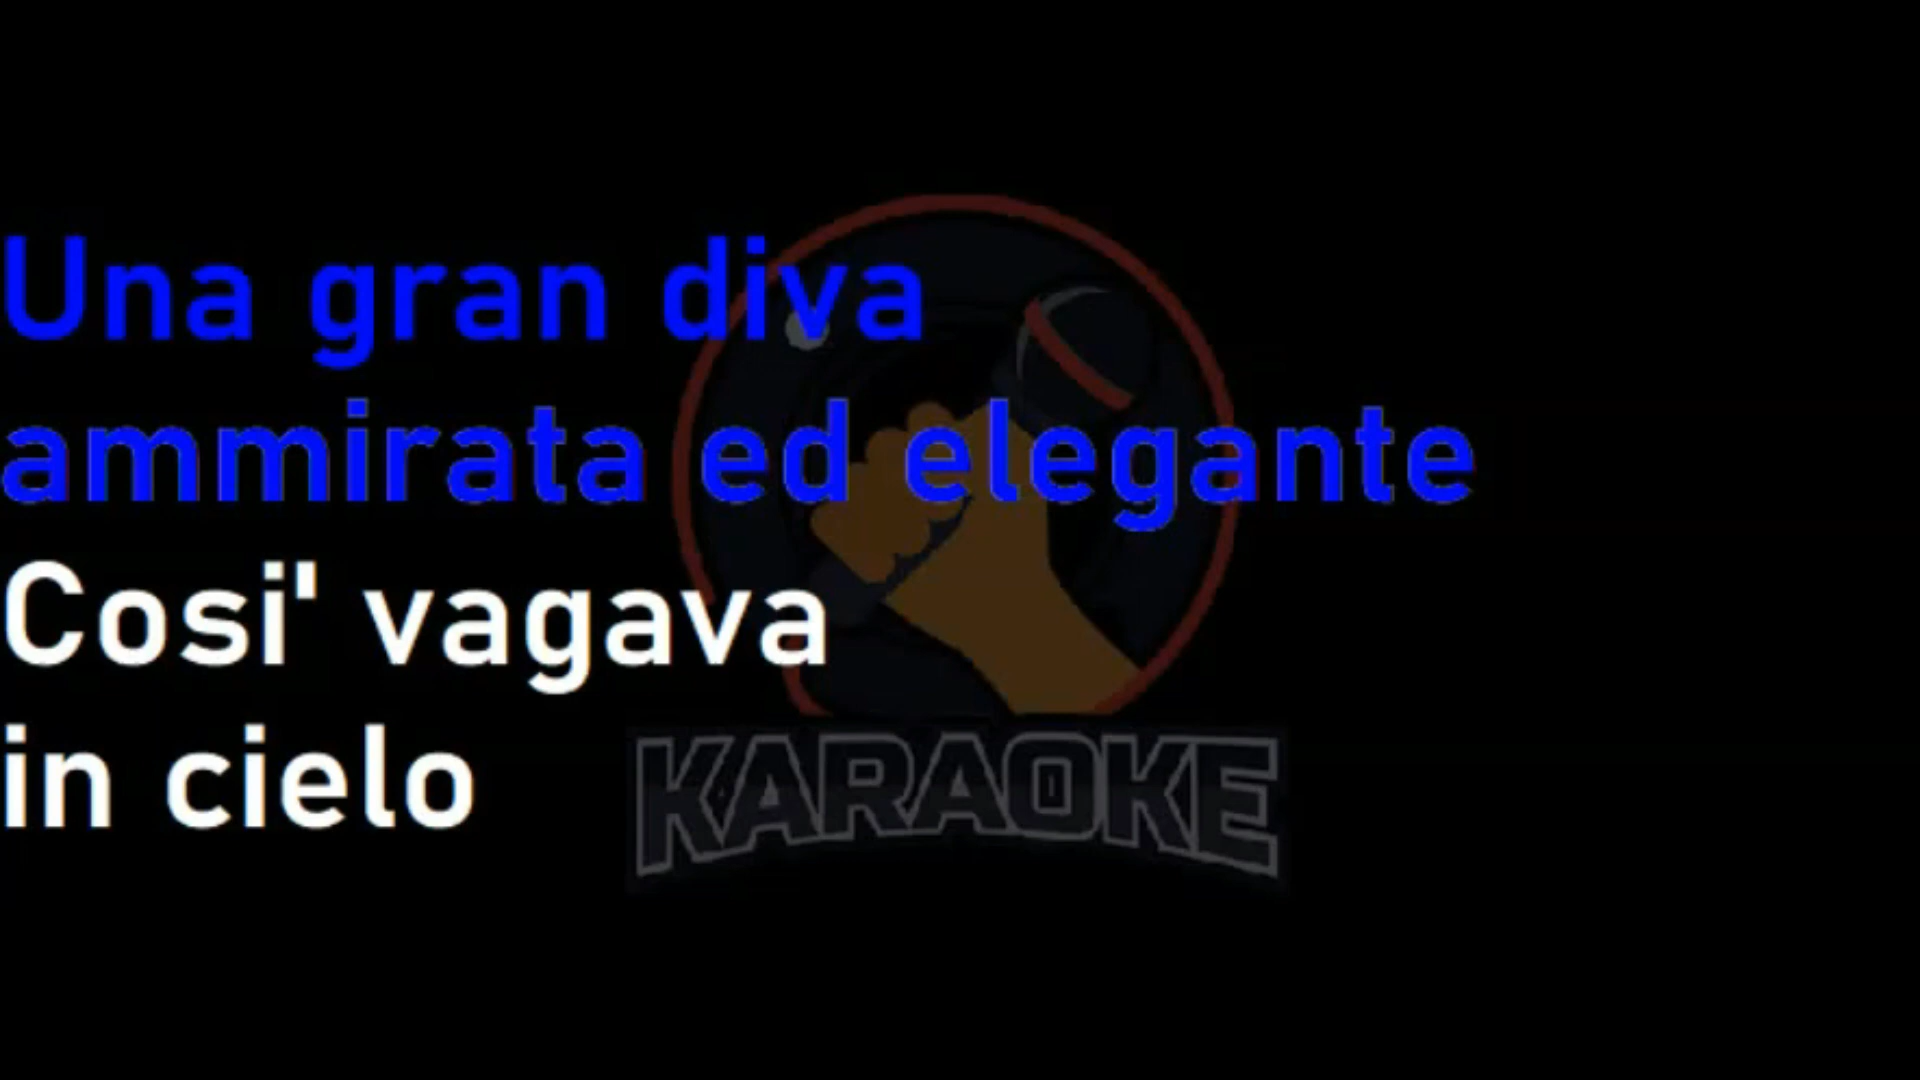 Una gran diva
ammirata ed elegante
Cosi' vagava
in cielo
KARAOKE